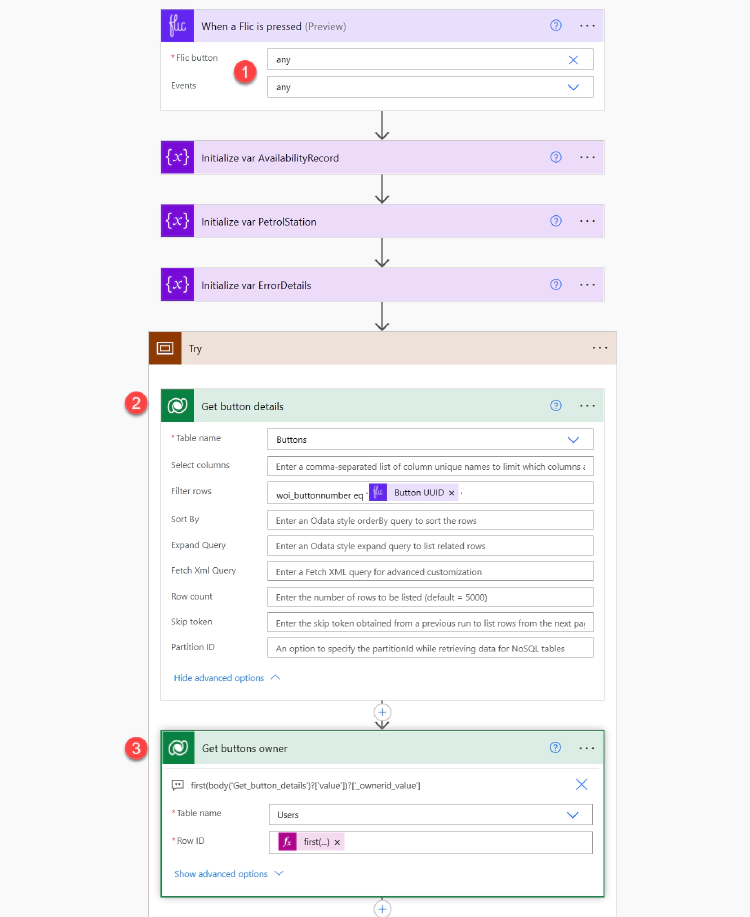 flic When a Flic is pressed (Preview)
* Flic button any
1
Events any
{x} Initialize var AvailabilityRecord
{x} Initialize var PetrolStation
{x} Initialize var ErrorDetails
Try
2 Get button details
* Table name Buttons
Select columns Enter a comma-separated list of column unique names to limit which columns a
Filter rows woi_buttonnumber eq ' flic Button UUID × '
Sort By Enter an Odata style orderBy query to sort the rows
Expand Query Enter an Odata style expand query to list related rows
Fetch Xml Query Enter a Fetch XML query for advanced customization
Row count Enter the number of rows to be listed (default = 5000)
Skip token Enter the skip token obtained from a previous run to list rows from the next pa
Partition ID An option to specify the partitionId while retrieving data for NoSQL tables
Hide advanced options
3 Get buttons owner
first(body('Get_button_details')?['value'])?['_ownerid_value']
* Table name Users
* Row ID fx first(...) ×
Show advanced options